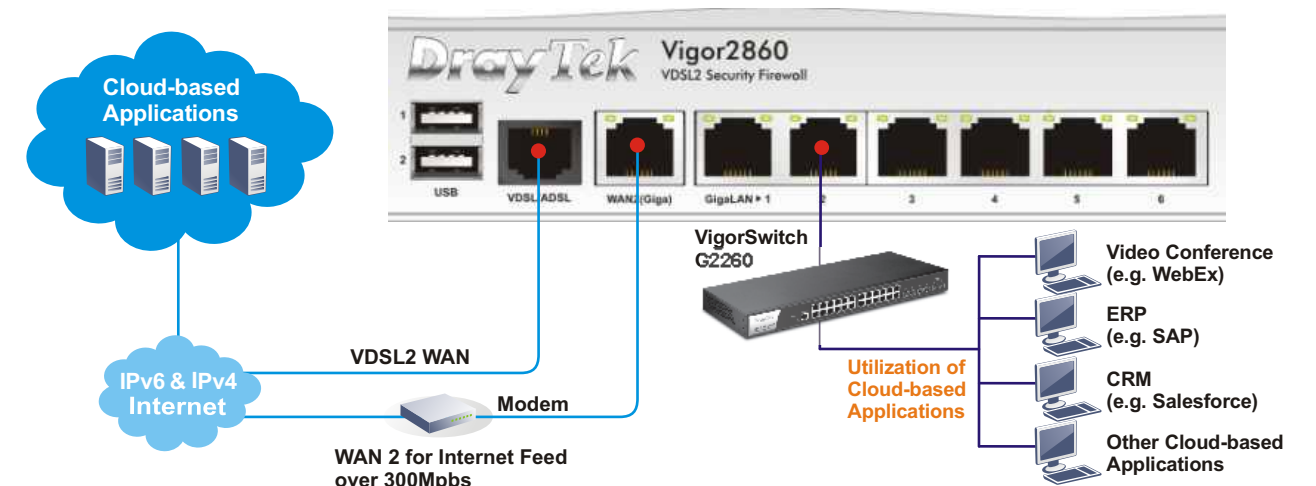 DrayTek
Vigor2860
VDSL2 Security Firewall
Cloud-based
Applications
1
2
USB
VDSL/ADSL
WAN2(Giga)
GigaLAN ▸ 1
2
3
4
5
6
VigorSwitch
G2260
Video Conference
(e.g. WebEx)
ERP
(e.g. SAP)
CRM
(e.g. Salesforce)
Other Cloud-based
Applications
Utilization of
Cloud-based
Applications
VDSL2 WAN
IPv6 & IPv4
Internet
Modem
WAN 2 for Internet Feed
over 300Mpbs